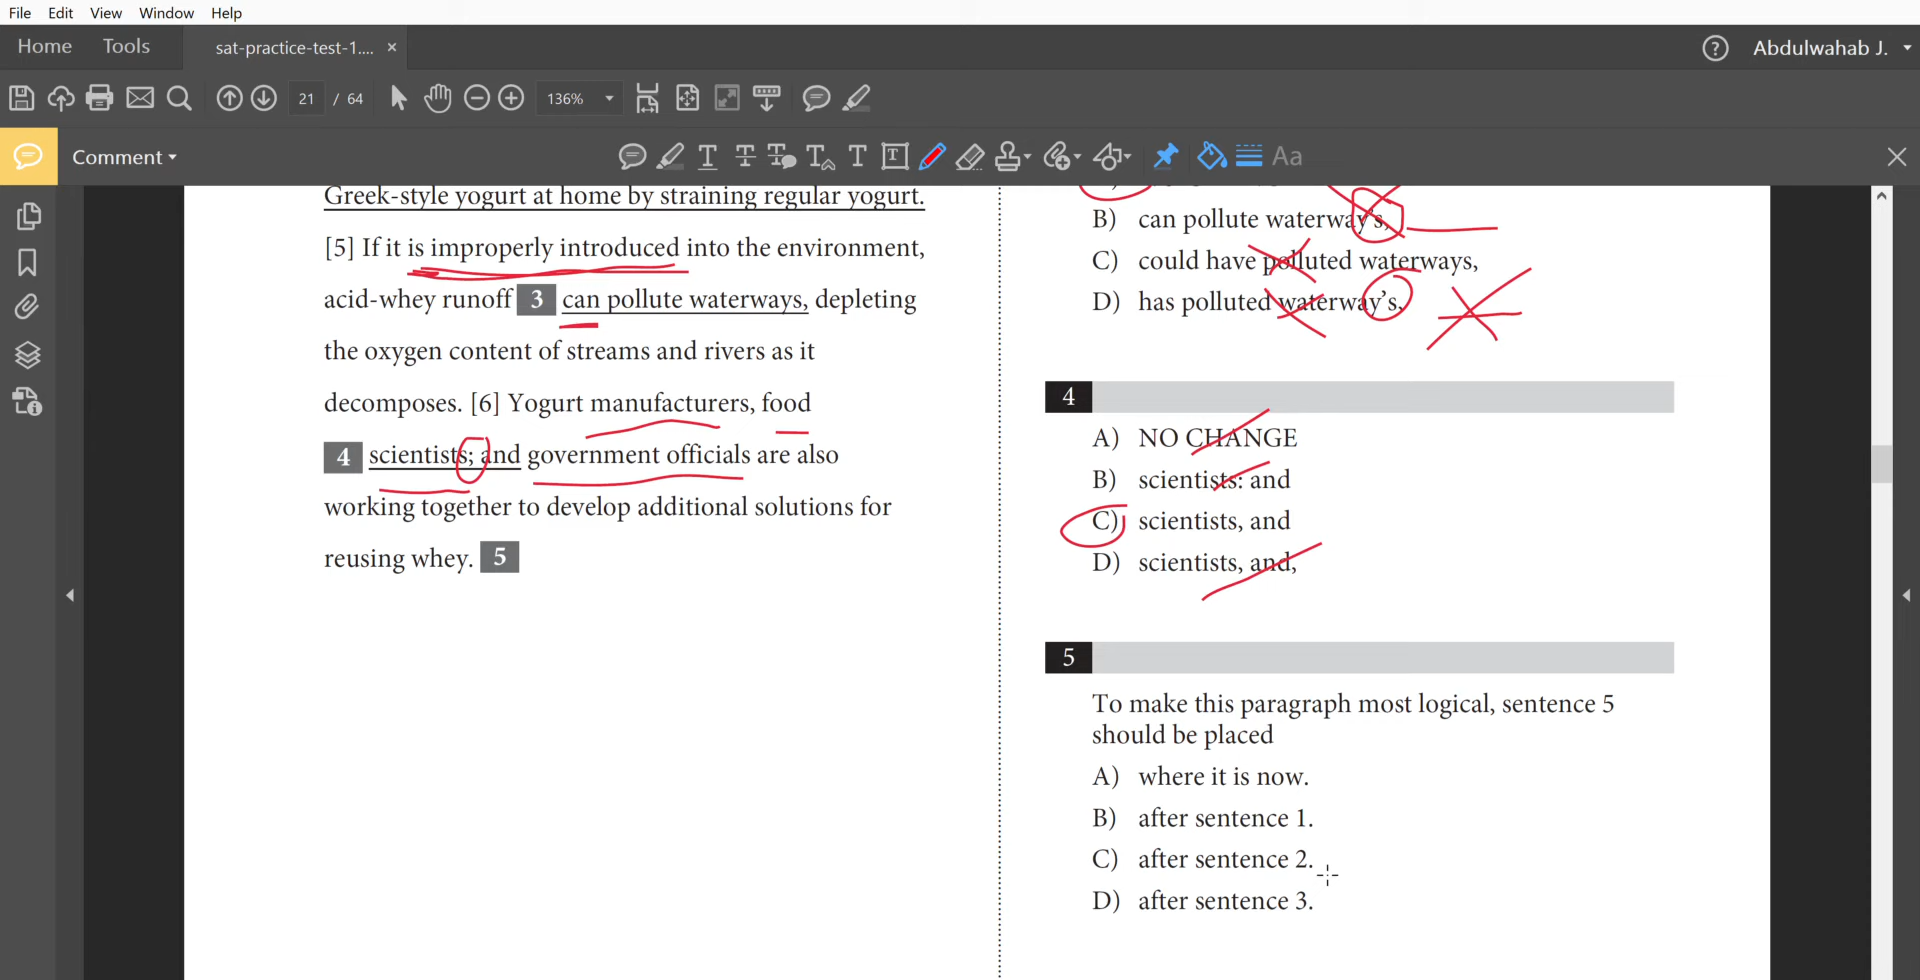 File Edit View Window Help
Home Tools sat-practice-test-1.... × ? Abdulwahab J.
21 / 64 136%
Comment Aa
Greek-style yogurt at home by straining regular yogurt.
[5] If it is improperly introduced into the environment,
acid-whey runoff 3 can pollute waterways, depleting
the oxygen content of streams and rivers as it
decomposes. [6] Yogurt manufacturers, food
4 scientists; and government officials are also
working together to develop additional solutions for
reusing whey. 5
B) can pollute waterway's,
C) could have polluted waterways,
D) has polluted waterway's,
4
A) NO CHANGE
B) scientists: and
C) scientists, and
D) scientists, and,
5
To make this paragraph most logical, sentence 5
should be placed
A) where it is now.
B) after sentence 1.
C) after sentence 2.
D) after sentence 3.